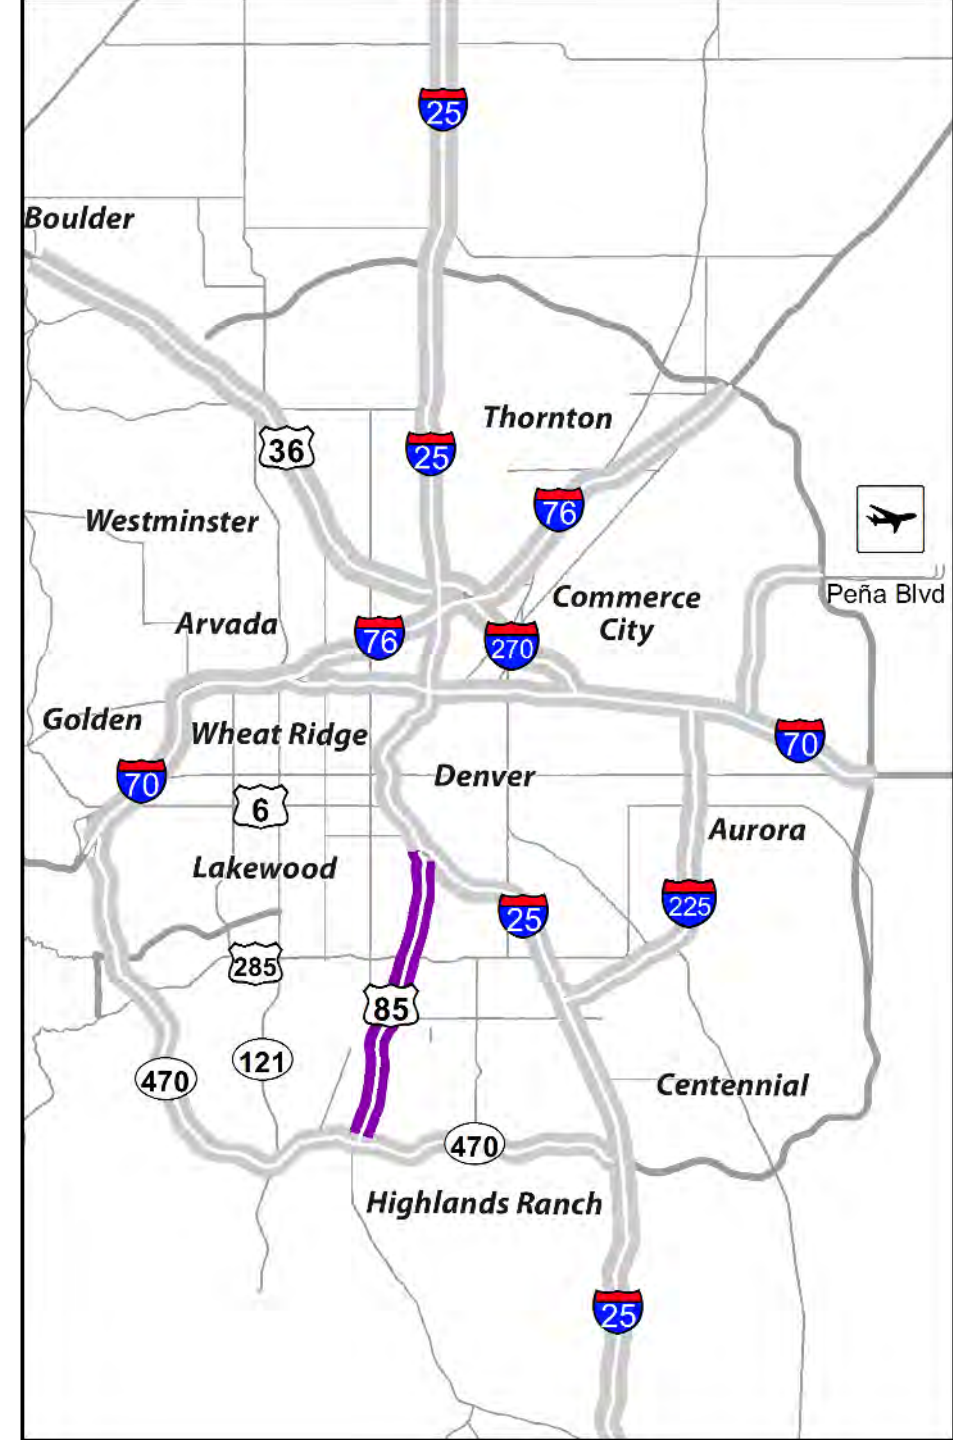 25
Boulder
Thornton
36
25
76
Westminster
Peña Blvd
Commerce
City
Arvada
76
270
Golden
Wheat Ridge
70
70
Denver
6
Aurora
Lakewood
25
225
285
85
121
470
Centennial
470
Highlands Ranch
25